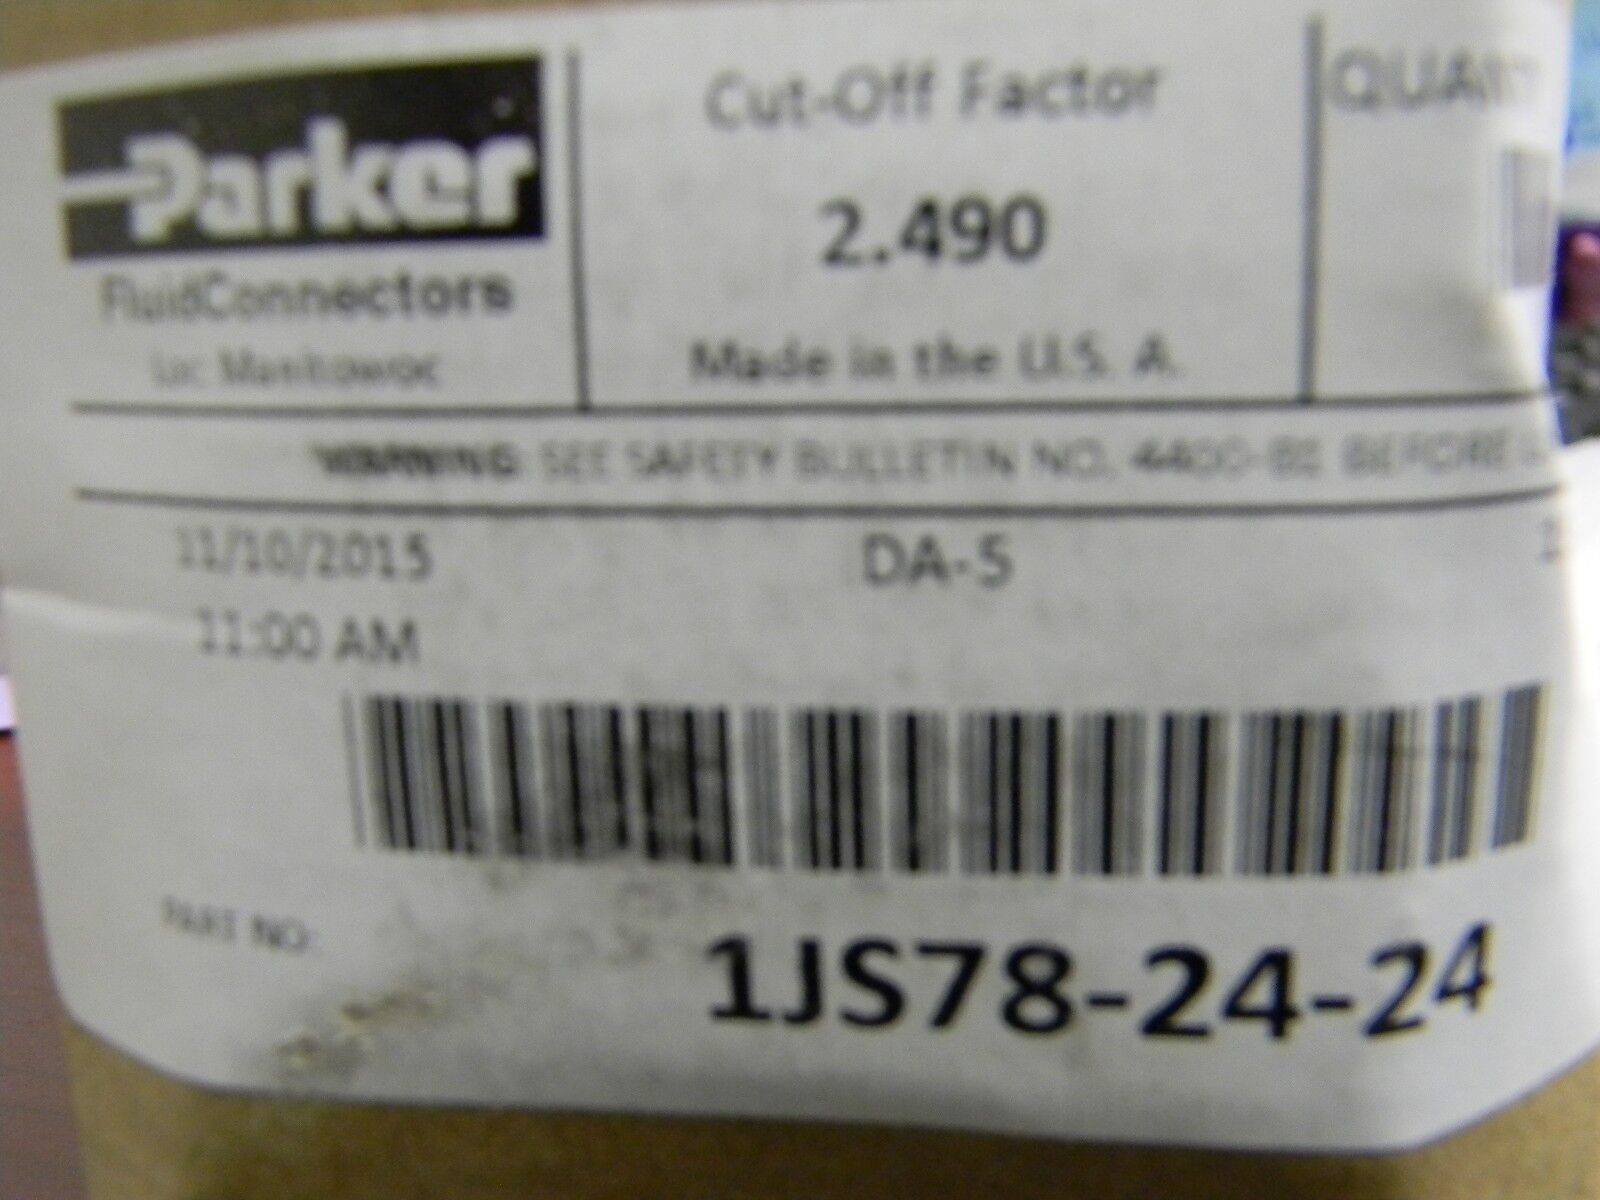 Parker
FluidConnectors
Loc Manitowoc
Cut-Off Factor
2.490
Made in the U.S. A.
QUANT
WARNING: SEE SAFETY BULLETIN NO. 4400-B1 BEFORE
11/10/2015
DA-5
11:00 AM
PART NO:
1JS78-24-24